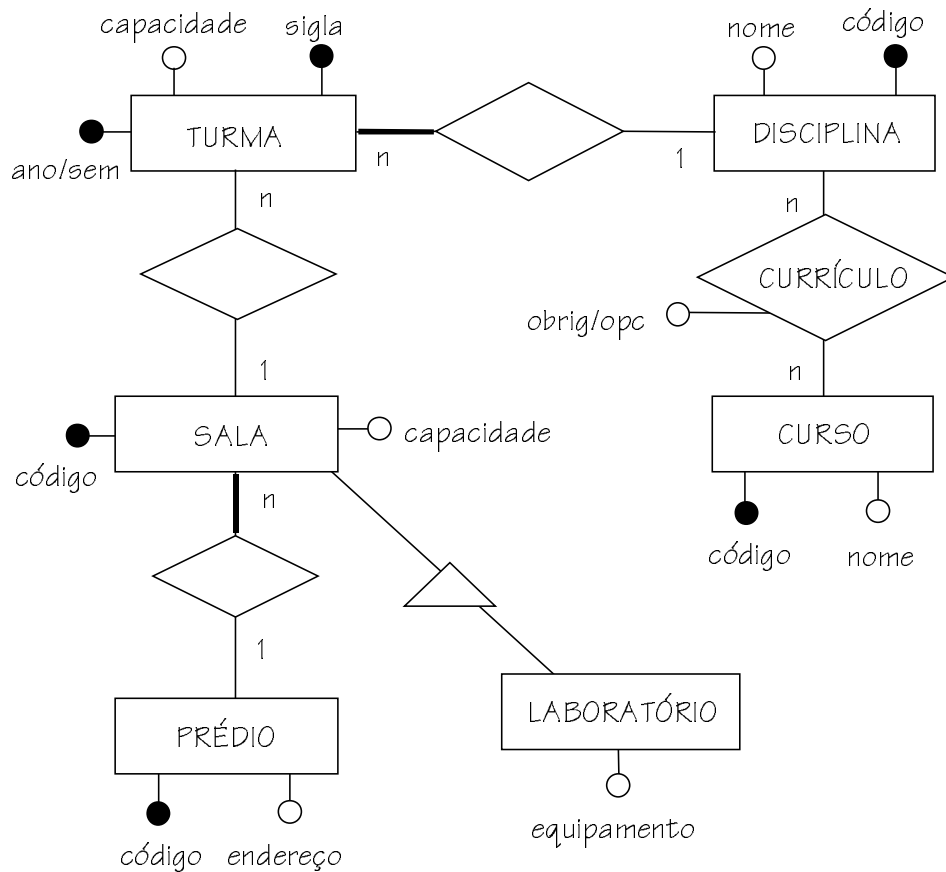 capacidade
sigla
nome
código
TURMA
DISCIPLINA
ano/sem
n
1
n
n
CURRÍCULO
obrig/opc
1
n
SALA
capacidade
CURSO
código
n
código
nome
1
LABORATÓRIO
PRÉDIO
equipamento
código
endereço